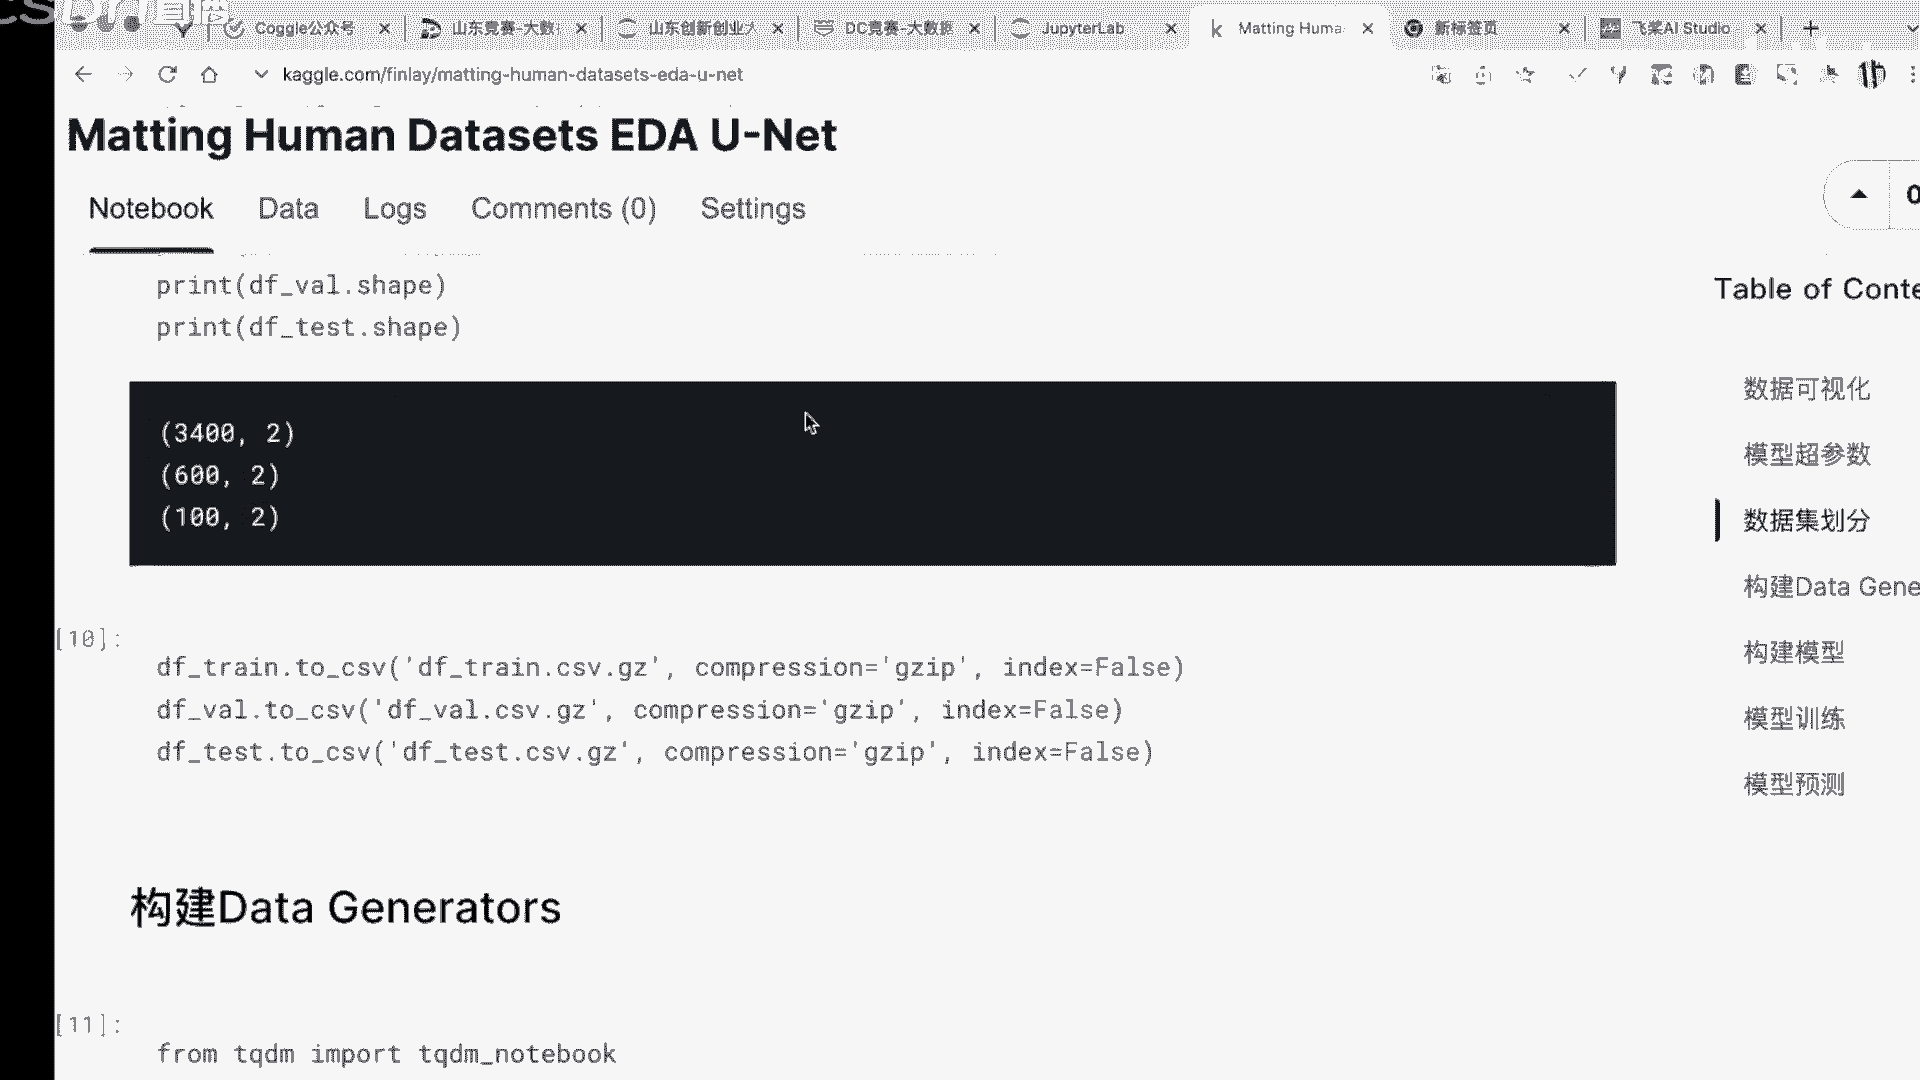 Coggle公众号
山东竞赛-大数
山东创新创业大
DC竞赛-大数据
JupyterLab
Matting Huma
新标签页
飞桨AI Studio
kaggle.com/finlay/matting-human-datasets-eda-u-net
Matting Human Datasets EDA U-Net
Notebook
Data
Logs
Comments (0)
Settings
0
print(df_val.shape)
print(df_test.shape)
(3400, 2)
(600, 2)
(100, 2)
[10]:
df_train.to_csv('df_train.csv.gz', compression='gzip', index=False)
df_val.to_csv('df_val.csv.gz', compression='gzip', index=False)
df_test.to_csv('df_test.csv.gz', compression='gzip', index=False)
构建Data Generators
[11]:
from tqdm import tqdm_notebook
Table of Conte
数据可视化
模型超参数
数据集划分
构建Data Gene
构建模型
模型训练
模型预测